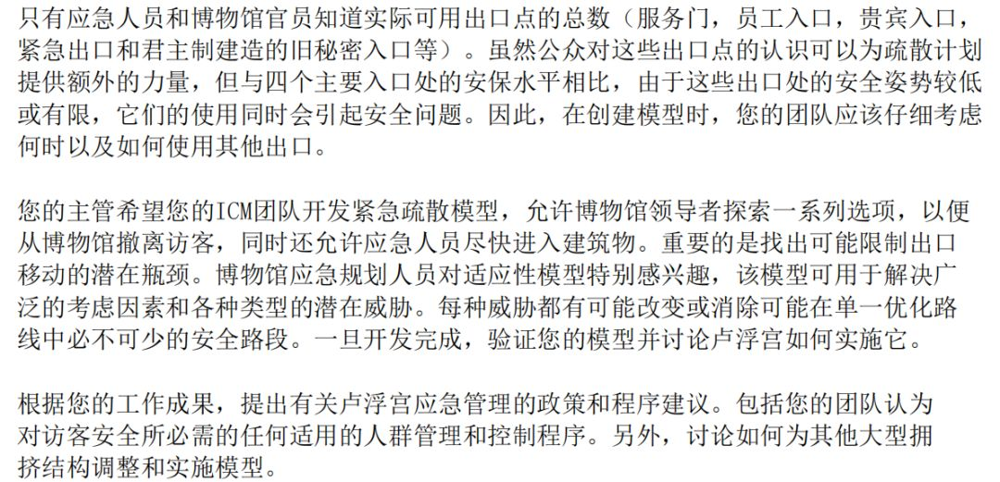 只有应急人员和博物馆官员知道实际可用出口点的总数（服务门，员工入口，贵宾入口，
紧急出口和君主制建造的旧秘密入口等）。虽然公众对这些出口点的认识可以为疏散计划
提供额外的力量，但与四个主要入口处的安保水平相比，由于这些出口处的安全姿势较低
或有限，它们的使用同时会引起安全问题。因此，在创建模型时，您的团队应该仔细考虑
何时以及如何使用其他出口。
您的主管希望您的ICM团队开发紧急疏散模型，允许博物馆领导者探索一系列选项，以便
从博物馆撤离访客，同时还允许应急人员尽快进入建筑物。重要的是找出可能限制出口
移动的潜在瓶颈。博物馆应急规划人员对适应性模型特别感兴趣，该模型可用于解决广
泛的考虑因素和各种类型的潜在威胁。每种威胁都有可能改变或消除可能在单一优化路
线中必不可少的安全路段。一旦开发完成，验证您的模型并讨论卢浮宫如何实施它。
根据您的工作成果，提出有关卢浮宫应急管理的政策和程序建议。包括您的团队认为
对访客安全所必需的任何适用的人群管理和控制程序。另外，讨论如何为其他大型拥
挤结构调整和实施模型。